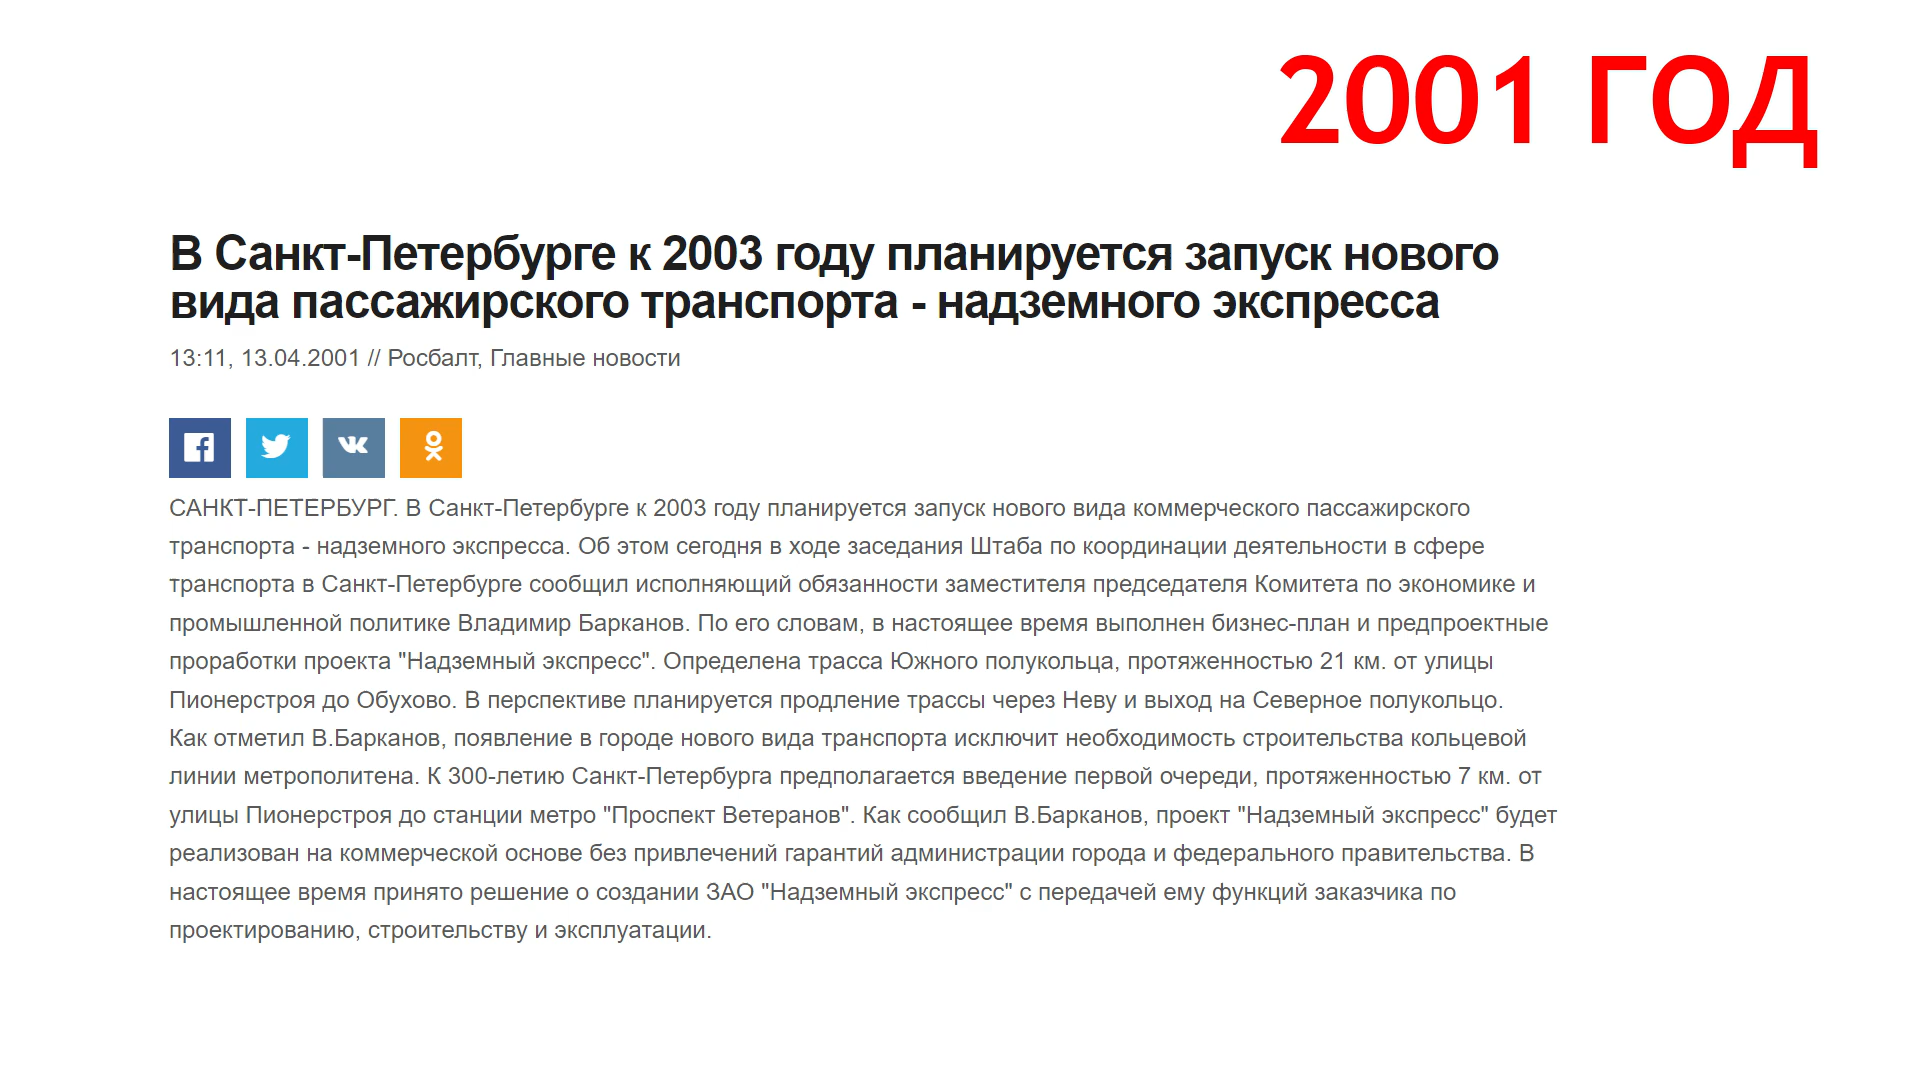 2001 ГОД
В Санкт-Петербурге к 2003 году планируется запуск нового
вида пассажирского транспорта - надземного экспресса
13:11, 13.04.2001 // Росбалт, Главные новости
САНКТ-ПЕТЕРБУРГ. В Санкт-Петербурге к 2003 году планируется запуск нового вида коммерческого пассажирского
транспорта - надземного экспресса. Об этом сегодня в ходе заседания Штаба по координации деятельности в сфере
транспорта в Санкт-Петербурге сообщил исполняющий обязанности заместителя председателя Комитета по экономике и
промышленной политике Владимир Барканов. По его словам, в настоящее время выполнен бизнес-план и предпроектные
проработки проекта "Надземный экспресс". Определена трасса Южного полукольца, протяженностью 21 км. от улицы
Пионерстроя до Обухово. В перспективе планируется продление трассы через Неву и выход на Северное полукольцо.
Как отметил В.Барканов, появление в городе нового вида транспорта исключит необходимость строительства кольцевой
линии метрополитена. К 300-летию Санкт-Петербурга предполагается введение первой очереди, протяженностью 7 км. от
улицы Пионерстроя до станции метро "Проспект Ветеранов". Как сообщил В.Барканов, проект "Надземный экспресс" будет
реализован на коммерческой основе без привлечений гарантий администрации города и федерального правительства. В
настоящее время принято решение о создании ЗАО "Надземный экспресс" с передачей ему функций заказчика по
проектированию, строительству и эксплуатации.